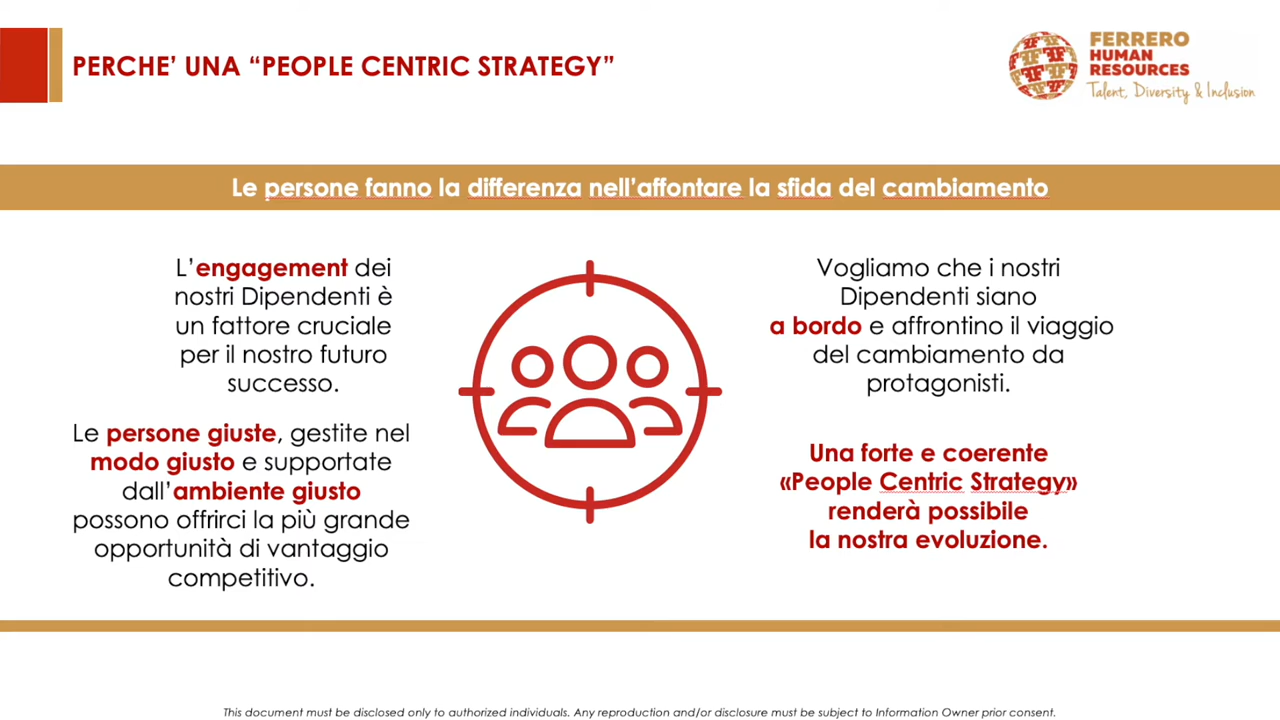 PERCHE’ UNA “PEOPLE CENTRIC STRATEGY”
FERRERO
HUMAN
RESOURCES
Talent, Diversity & Inclusion
Le persone fanno la differenza nell’affontare la sfida del cambiamento
L’engagement dei
nostri Dipendenti è
un fattore cruciale
per il nostro futuro
successo.
Le persone giuste, gestite nel
modo giusto e supportate
dall’ambiente giusto
possono offrirci la più grande
opportunità di vantaggio
competitivo.
Vogliamo che i nostri
Dipendenti siano
a bordo e affrontino il viaggio
del cambiamento da
protagonisti.
Una forte e coerente
«People Centric Strategy»
renderà possibile
la nostra evoluzione.
This document must be disclosed only to authorized individuals. Any reproduction and/or disclosure must be subject to Information Owner prior consent.